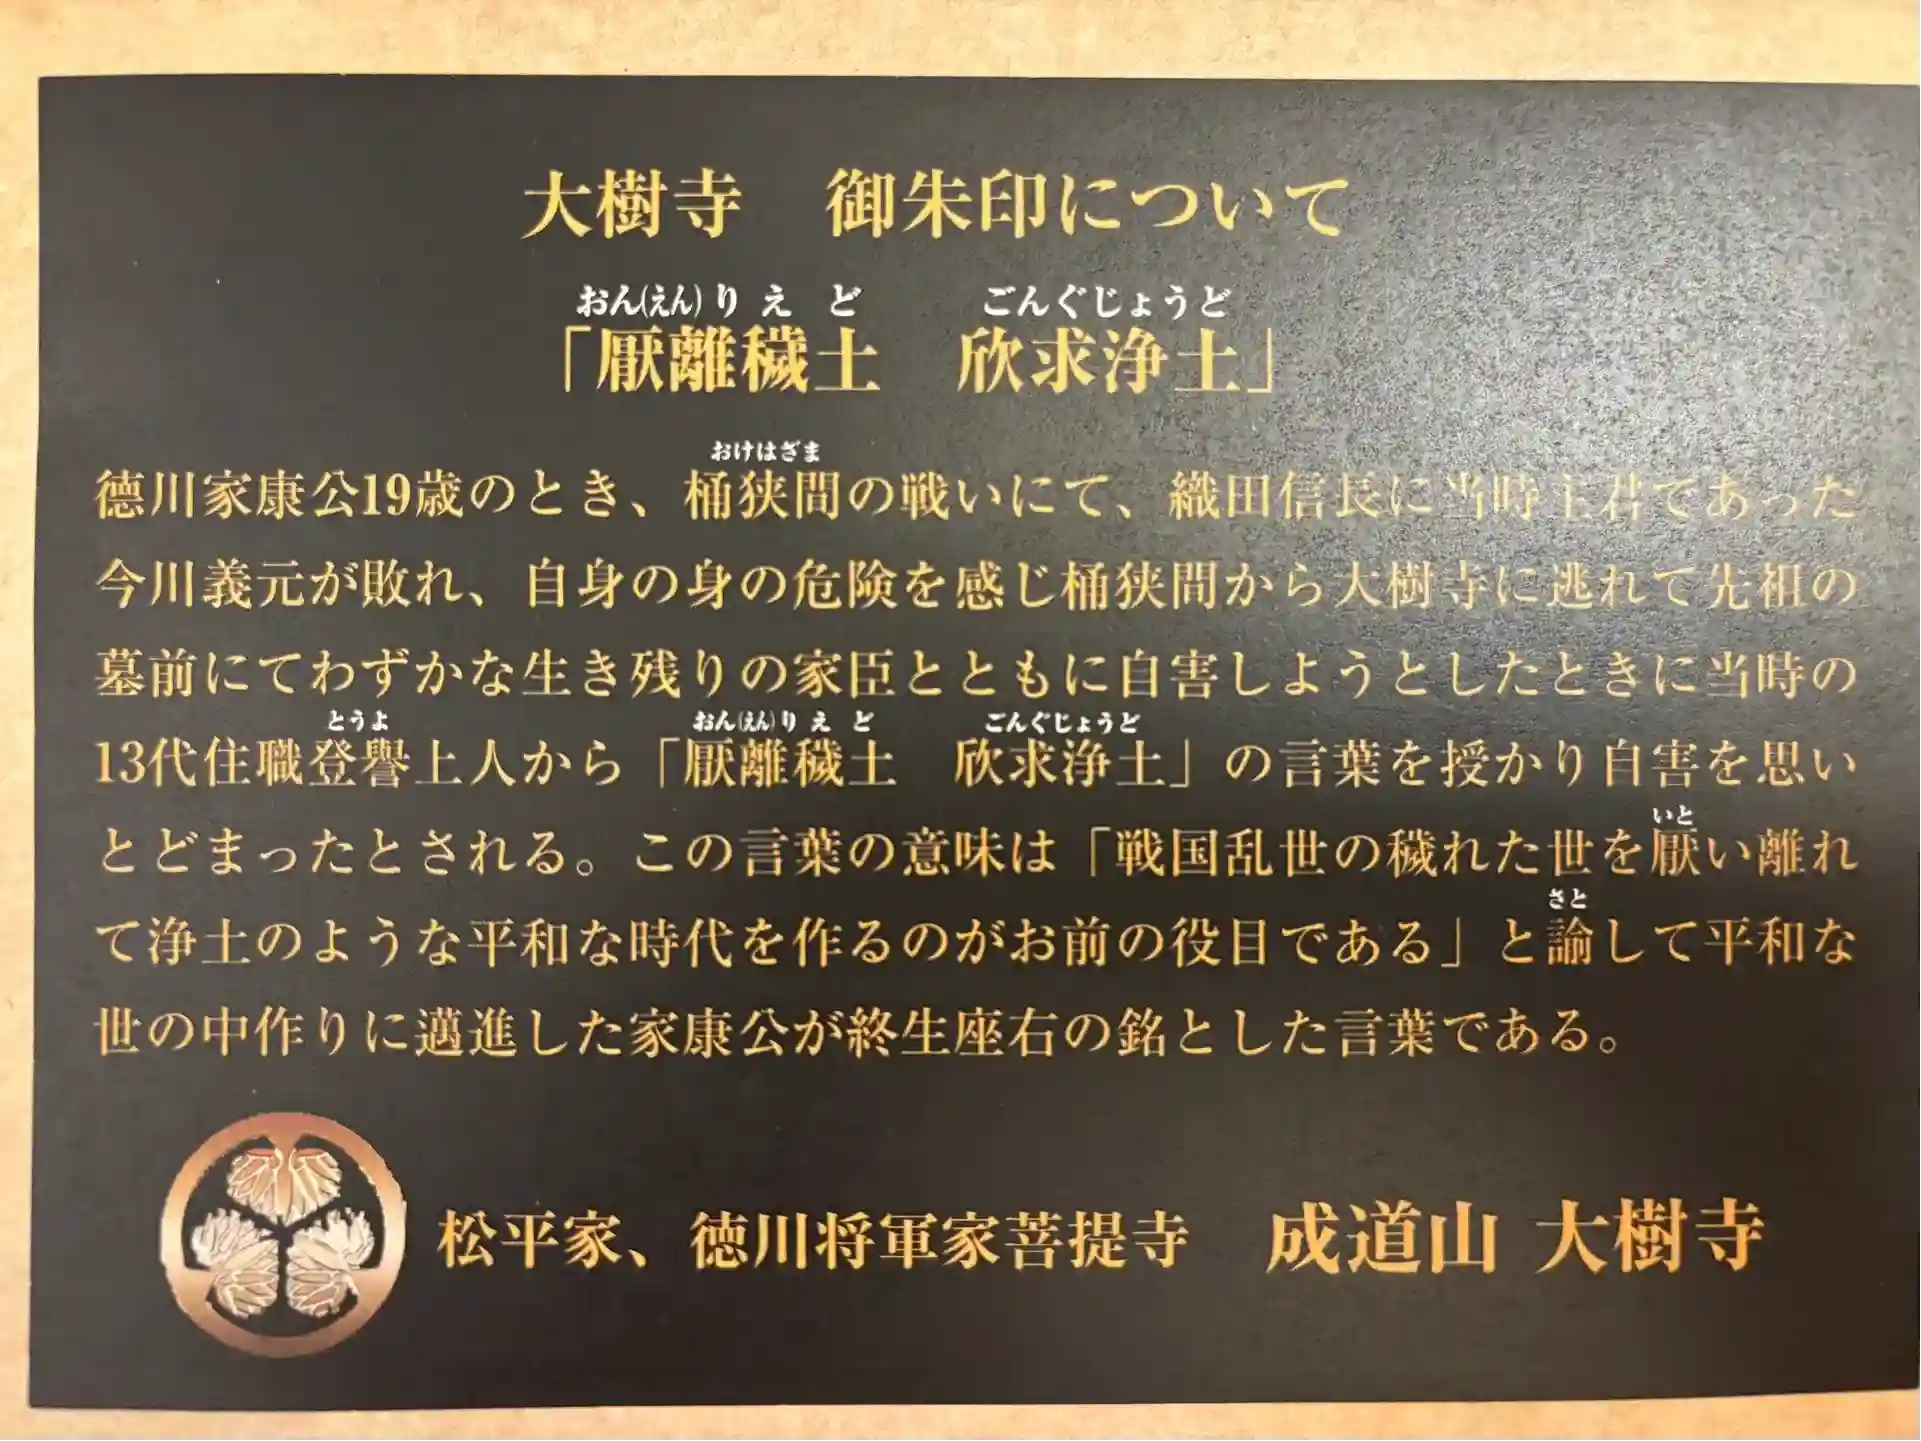 大樹寺　御朱印について
おん(えん)りえど　ごんぐじょうど
「厭離穢土　欣求浄土」
おけはざま
徳川家康公19歳のとき、桶狭間の戦いにて、織田信長に当時主君であった
今川義元が敗れ、自身の身の危険を感じ桶狭間から大樹寺に逃れて先祖の
墓前にてわずかな生き残りの家臣とともに自害しようとしたときに当時の
とうよ　おん(えん)りえど　ごんぐじょうど
13代住職登譽上人から「厭離穢土　欣求浄土」の言葉を授かり自害を思い
いと
とどまったとされる。この言葉の意味は「戦国乱世の穢れた世を厭い離れ
さと
て浄土のような平和な時代を作るのがお前の役目である」と諭して平和な
世の中作りに邁進した家康公が終生座右の銘とした言葉である。
松平家、徳川将軍家菩提寺　成道山 大樹寺